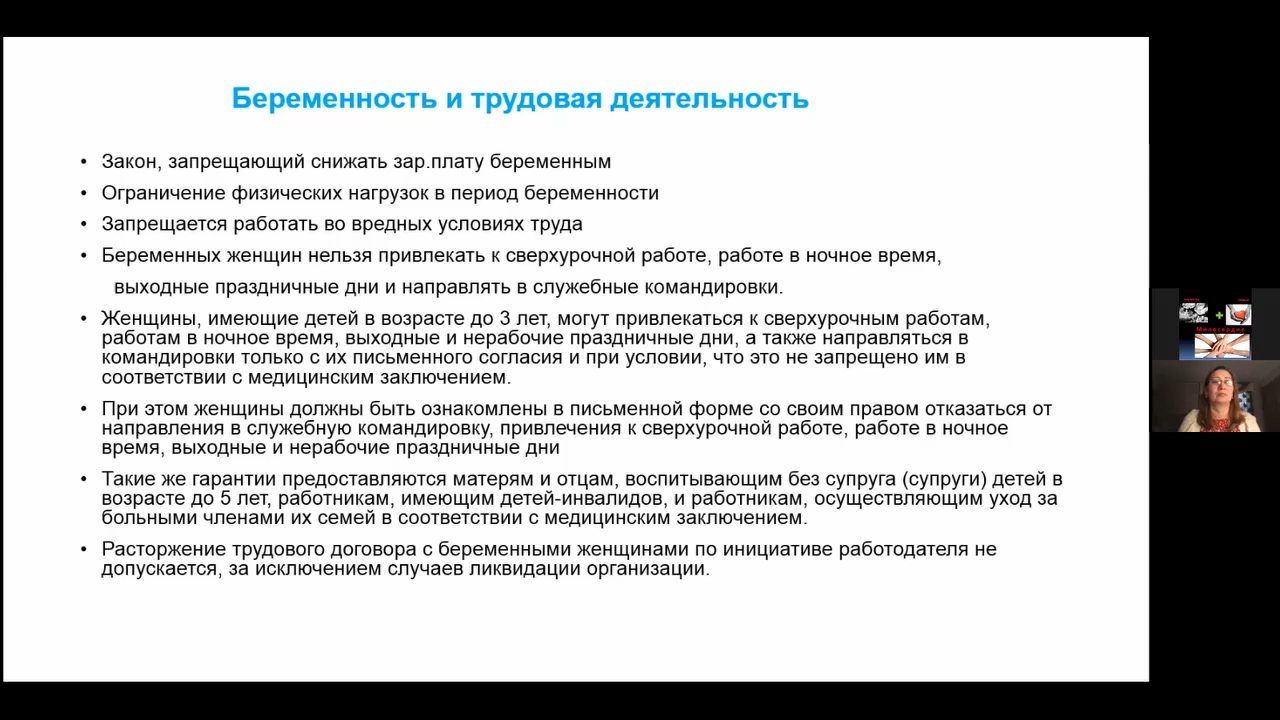 Беременность и трудовая деятельность
• Закон, запрещающий снижать зар.плату беременным
• Ограничение физических нагрузок в период беременности
• Запрещается работать во вредных условиях труда
• Беременных женщин нельзя привлекать к сверхурочной работе, работе в ночное время,
выходные праздничные дни и направлять в служебные командировки.
• Женщины, имеющие детей в возрасте до 3 лет, могут привлекаться к сверхурочным работам,
работам в ночное время, выходные и нерабочие праздничные дни, а также направляться в
командировки только с их письменного согласия и при условии, что это не запрещено им в
соответствии с медицинским заключением.
• При этом женщины должны быть ознакомлены в письменной форме со своим правом отказаться от
направления в служебную командировку, привлечения к сверхурочной работе, работе в ночное
время, выходные и нерабочие праздничные дни
• Такие же гарантии предоставляются матерям и отцам, воспитывающим без супруга (супруги) детей в
возрасте до 5 лет, работникам, имеющим детей-инвалидов, и работникам, осуществляющим уход за
больными членами их семей в соответствии с медицинским заключением.
• Расторжение трудового договора с беременными женщинами по инициативе работодателя не
допускается, за исключением случаев ликвидации организации.
Милосердие